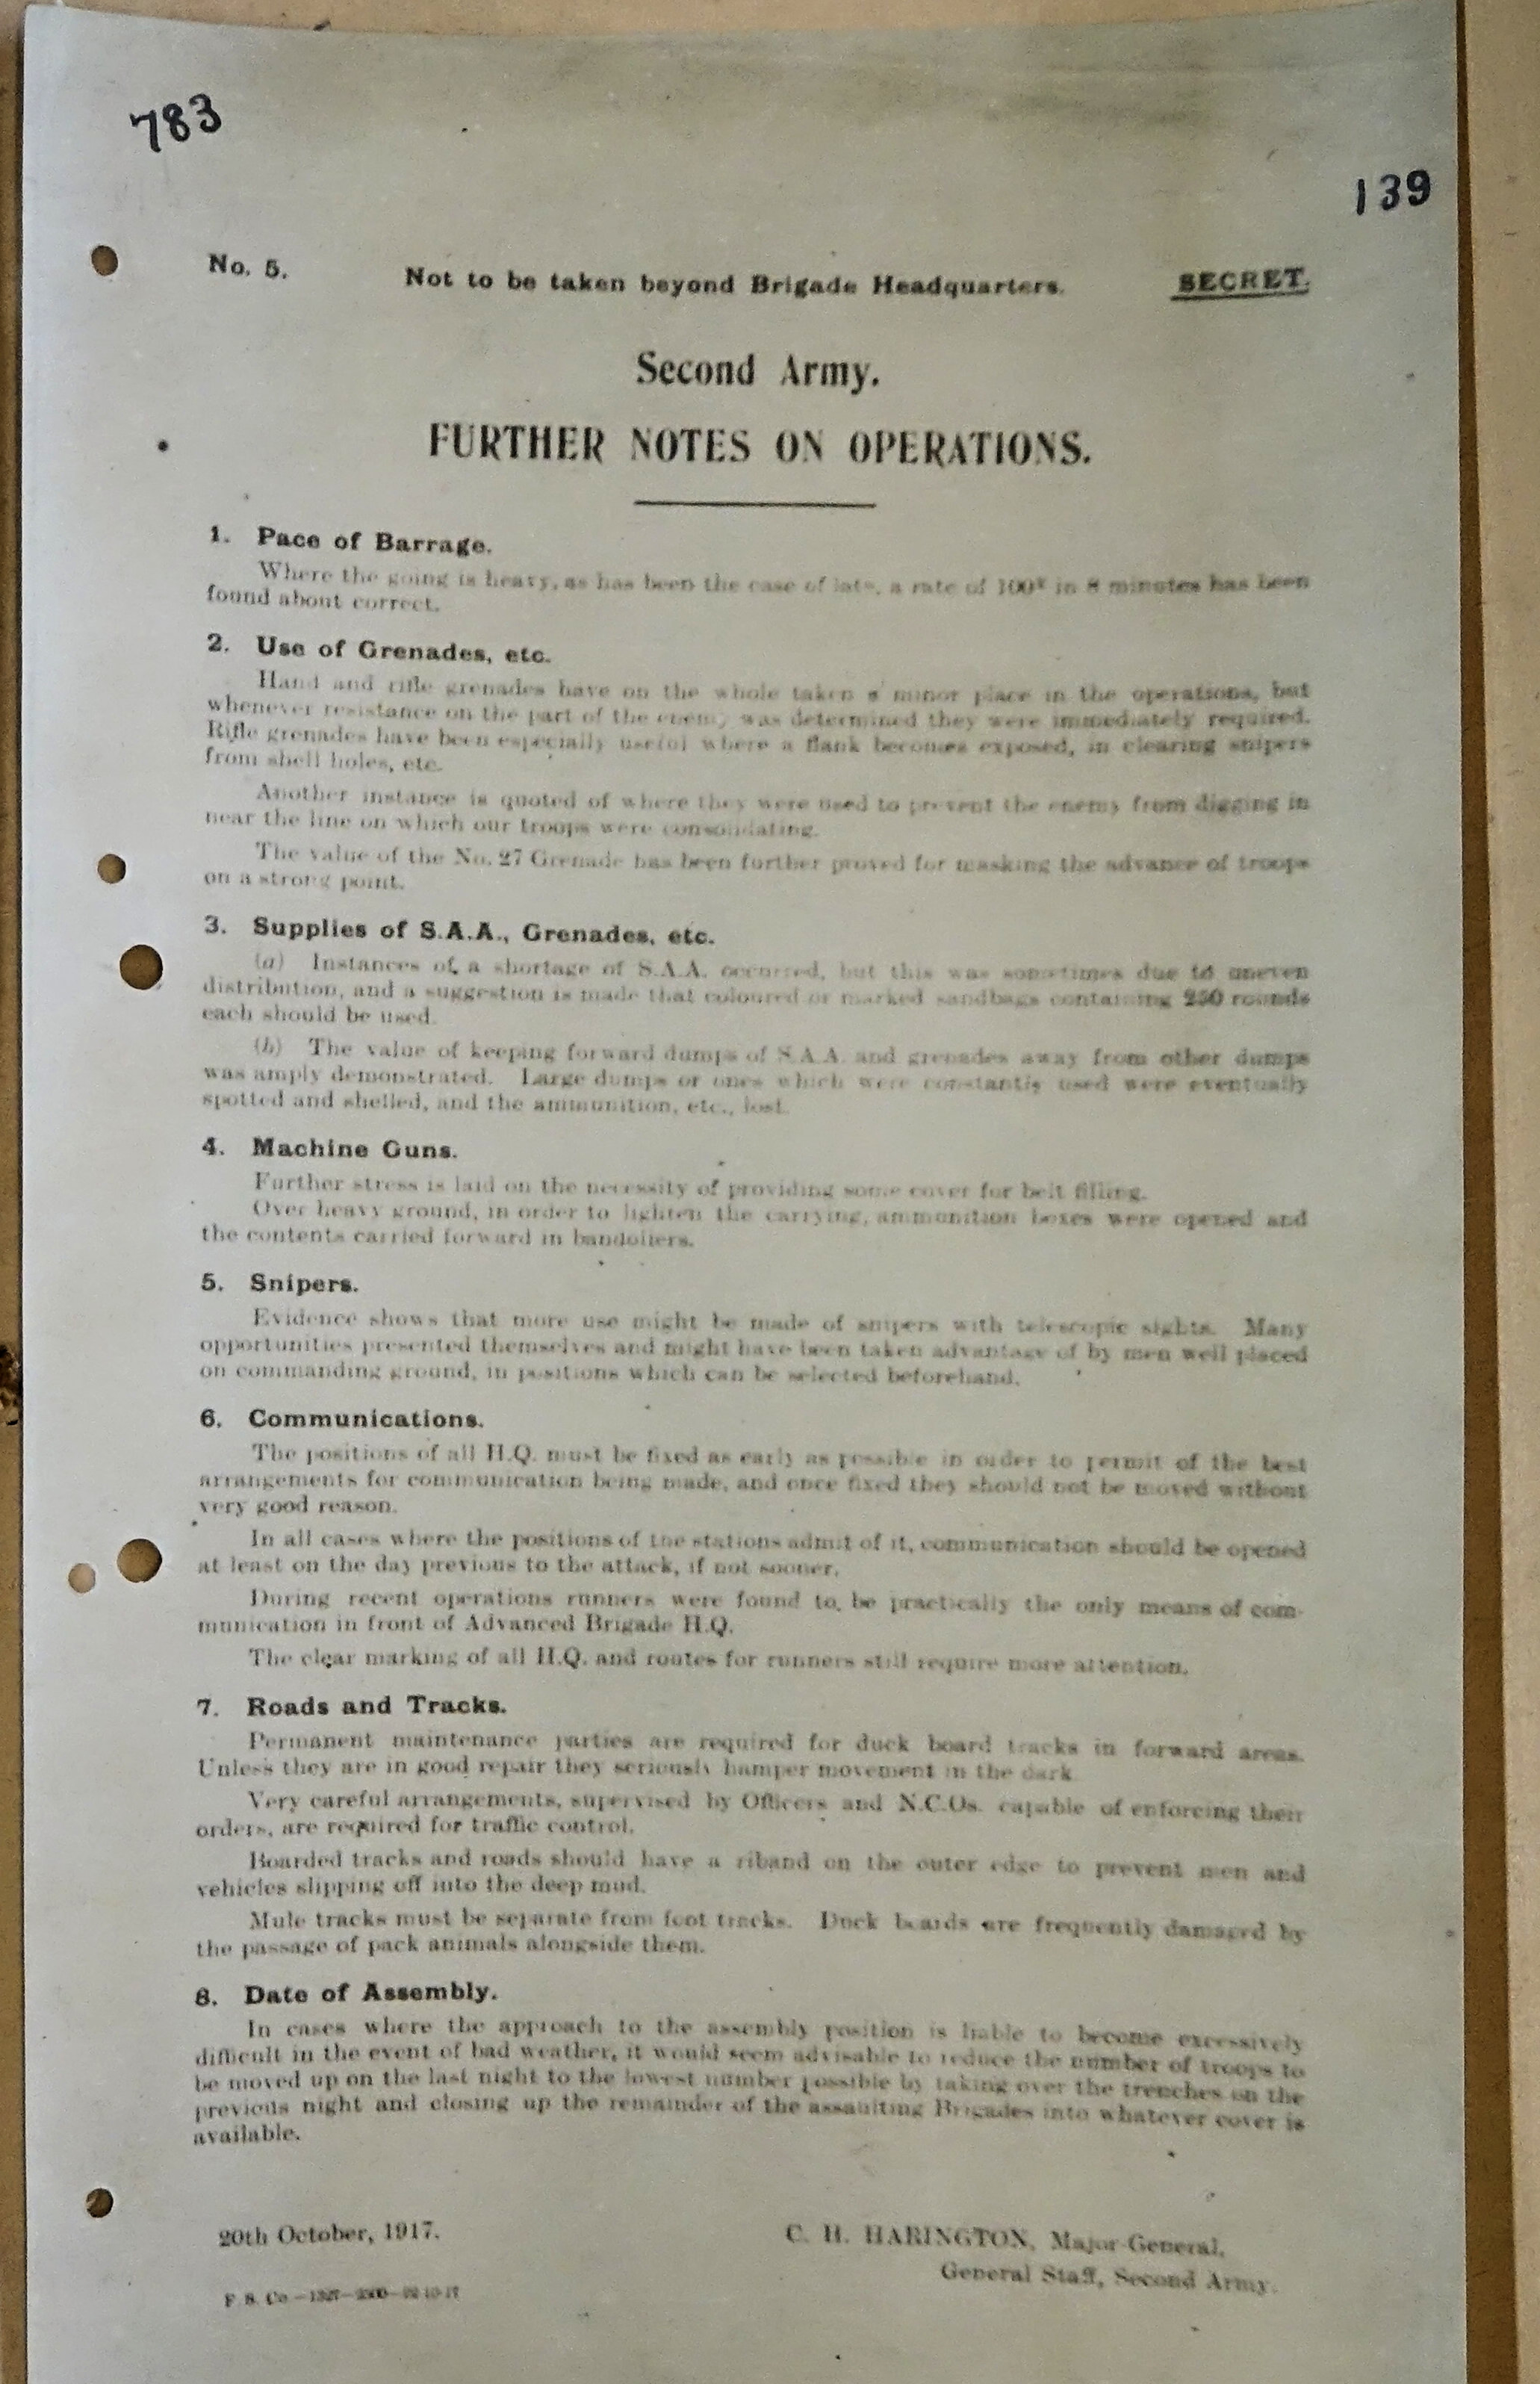 783
139
No. 5. Not to be taken beyond Brigade Headquarters. SECRET.
Second Army.
FURTHER NOTES ON OPERATIONS.
1. Pace of Barrage.
Where the going is heavy, as has been the case of late, a rate of 100x in 8 minutes has been
found about correct.
2. Use of Grenades, etc.
Hand and rifle grenades have on the whole taken a minor place in the operations, but
whenever resistance on the part of the enemy was determined they were immediately required.
Rifle grenades have been especially useful where a flank becomes exposed, in clearing snipers
from shell holes, etc.
Another instance is quoted of where they were used to prevent the enemy from digging in
near the line on which our troops were consolidating.
The value of the No. 27 Grenade has been further proved for masking the advance of troops
on a strong point.
3. Supplies of S.A.A., Grenades, etc.
(a) Instances of a shortage of S.A.A. occurred, but this was sometimes due to uneven
distribution, and a suggestion is made that coloured or marked sandbags containing 250 rounds
each should be used.
(b) The value of keeping forward dumps of S.A.A. and grenades away from other dumps
was amply demonstrated. Large dumps or ones which were constantly used were eventually
spotted and shelled, and the ammunition, etc., lost.
4. Machine Guns.
Further stress is laid on the necessity of providing some cover for belt filling.
Over heavy ground, in order to lighten the carrying, ammunition boxes were opened and
the contents carried forward in bandoliers.
5. Snipers.
Evidence shows that more use might be made of snipers with telescopic sights. Many
opportunities presented themselves and might have been taken advantage of by men well placed
on commanding ground, in positions which can be selected beforehand.
6. Communications.
The positions of all H.Q. must be fixed as early as possible in order to permit of the best
arrangements for communication being made, and once fixed they should not be moved without
very good reason.
In all cases where the positions of the stations admit of it, communication should be opened
at least on the day previous to the attack, if not sooner.
During recent operations runners were found to be practically the only means of com-
munication in front of Advanced Brigade H.Q.
The clear marking of all H.Q. and routes for runners still require more attention.
7. Roads and Tracks.
Permanent maintenance parties are required for duck board tracks in forward areas.
Unless they are in good repair they seriously hamper movement in the dark.
Very careful arrangements, supervised by Officers and N.C.Os. capable of enforcing their
orders, are required for traffic control.
Boarded tracks and roads should have a riband on the outer edge to prevent men and
vehicles slipping off into the deep mud.
Mule tracks must be separate from foot tracks. Duck boards are frequently damaged by
the passage of pack animals alongside them.
8. Date of Assembly.
In cases where the approach to the assembly position is liable to become excessively
difficult in the event of bad weather, it would seem advisable to reduce the number of troops to
be moved up on the last night to the lowest number possible by taking over the trenches on the
previous night and closing up the remainder of the assaulting Brigades into whatever cover is
available.
20th October, 1917.
C. H. HARINGTON, Major-General,
General Staff, Second Army.
F. S. Co.